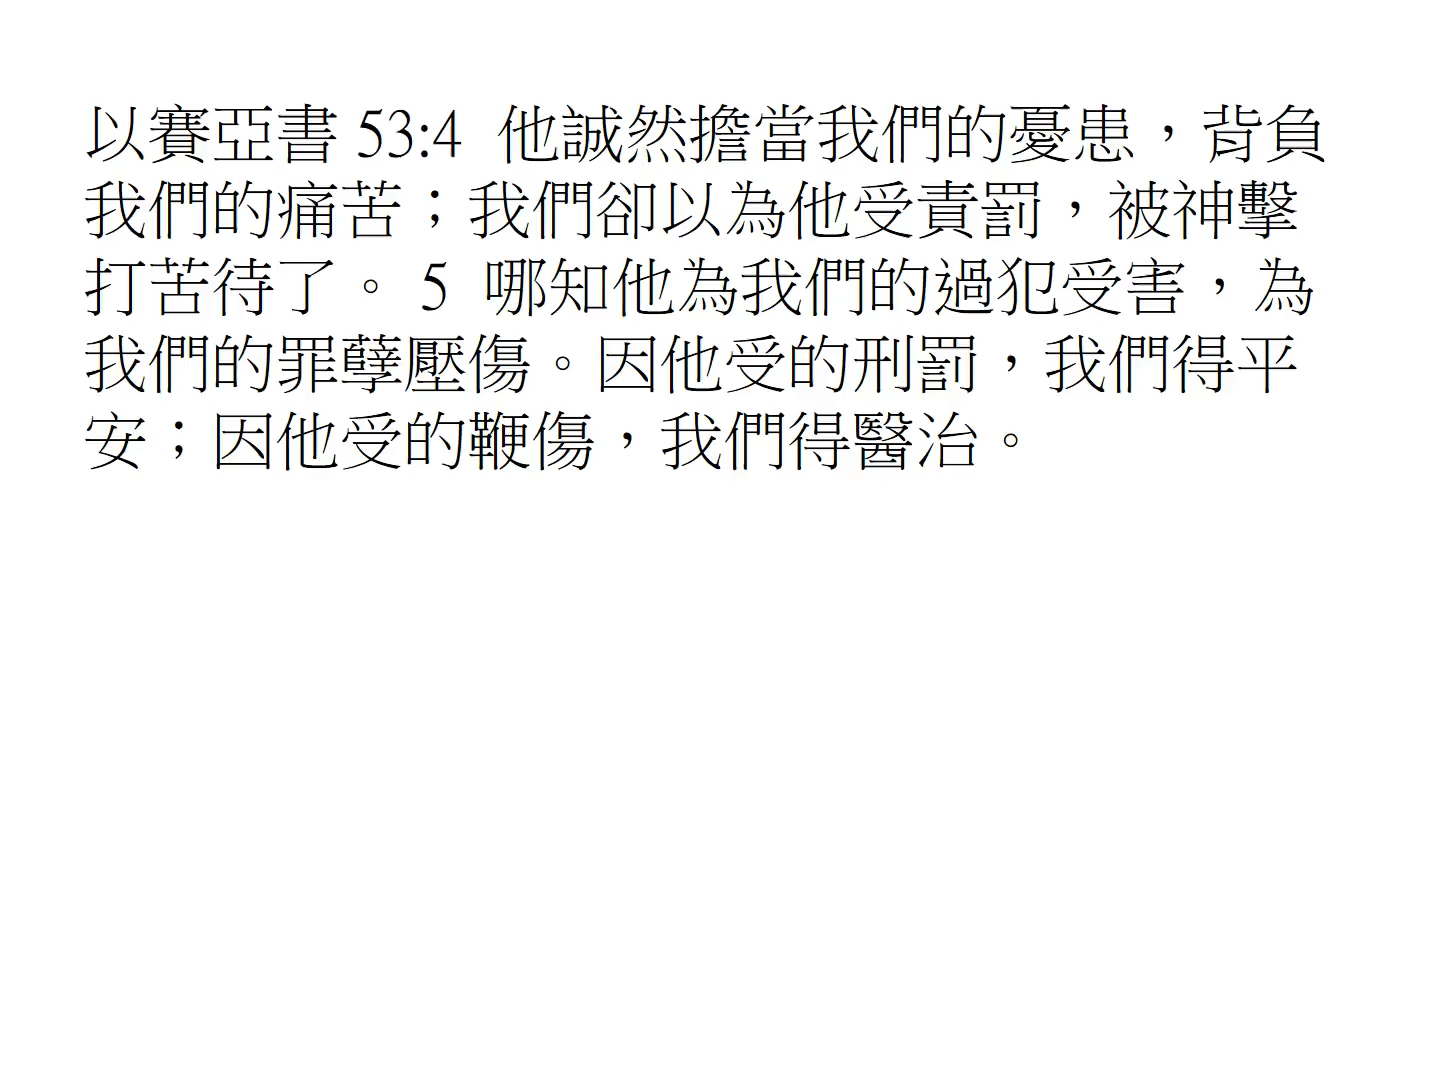 以賽亞書 53:4 他誠然擔當我們的憂患，背負
我們的痛苦；我們卻以為他受責罰，被神擊
打苦待了。 5 哪知他為我們的過犯受害，為
我們的罪孽壓傷。因他受的刑罰，我們得平
安；因他受的鞭傷，我們得醫治。